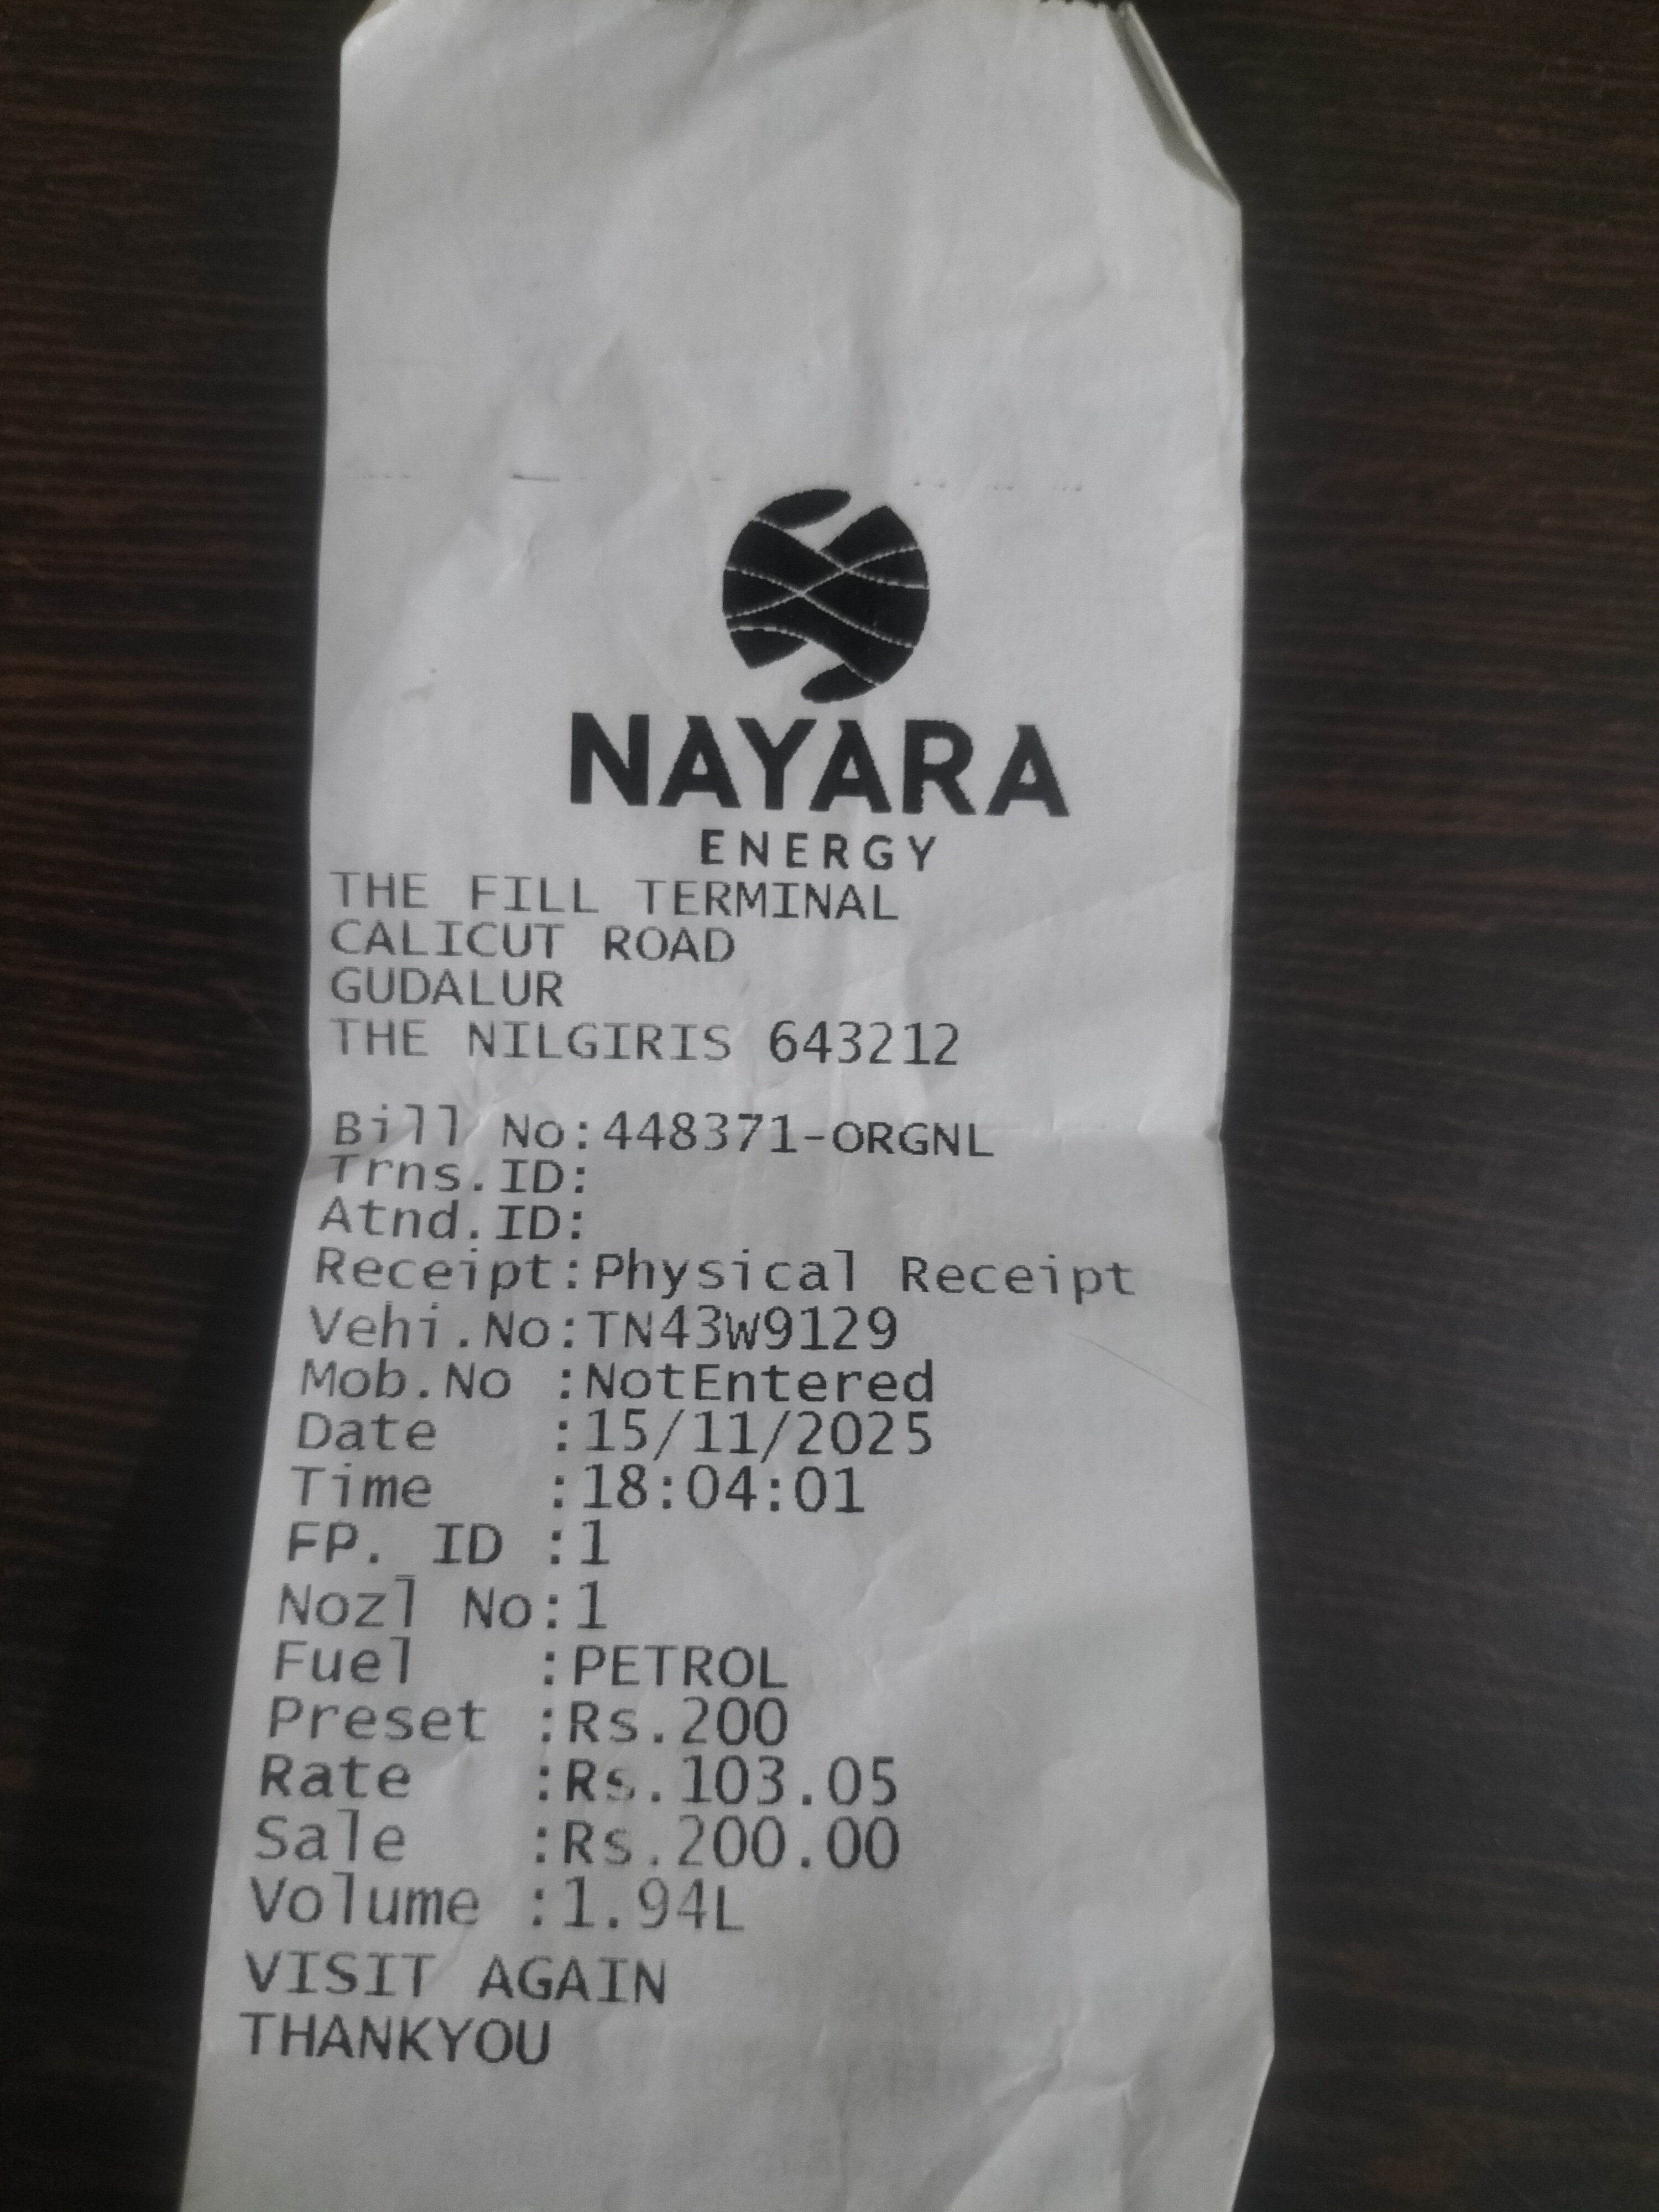 NAYARA
ENERGY
THE FILL TERMINAL
CALICUT ROAD
GUDALUR
THE NILGIRIS 643212
Bill No:448371-ORGNL
Trns.ID:
Atnd.ID:
Receipt:Physical Receipt
Vehi.No:TN43W9129
Mob.No :NotEntered
Date :15/11/2025
Time :18:04:01
FP. ID :1
Nozl No:1
Fuel :PETROL
Preset :Rs.200
Rate :Rs.103.05
Sale :Rs.200.00
Volume :1.94L
VISIT AGAIN
THANKYOU